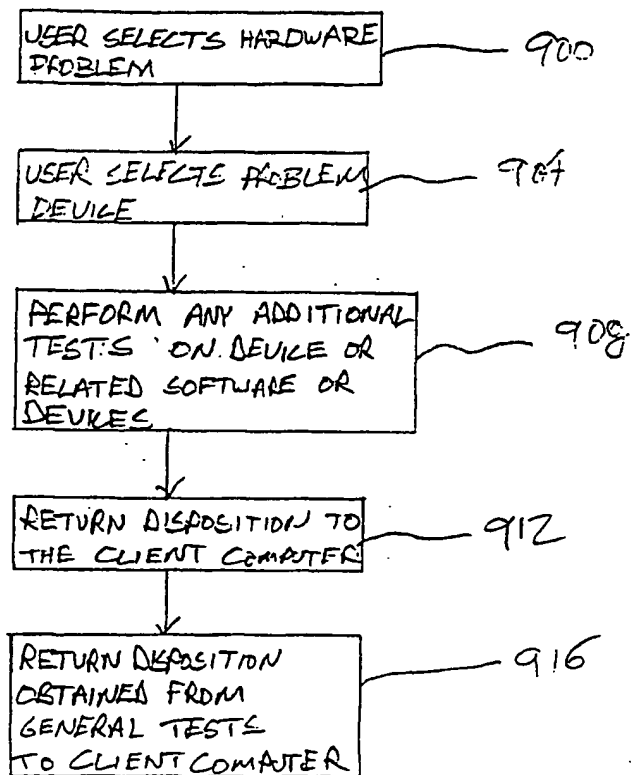 USER SELECTS HARDWARE
PROBLEM
900
USER SELECTS PROBLEM
DEVICE
904
PERFORM ANY ADDITIONAL
TESTS ON DEVICE OR
RELATED SOFTWARE OR
DEVICES
908
RETURN DISPOSITION TO
THE CLIENT COMPUTER
912
RETURN DISPOSITION
OBTAINED FROM
GENERAL TESTS
TO CLIENT COMPUTER
916